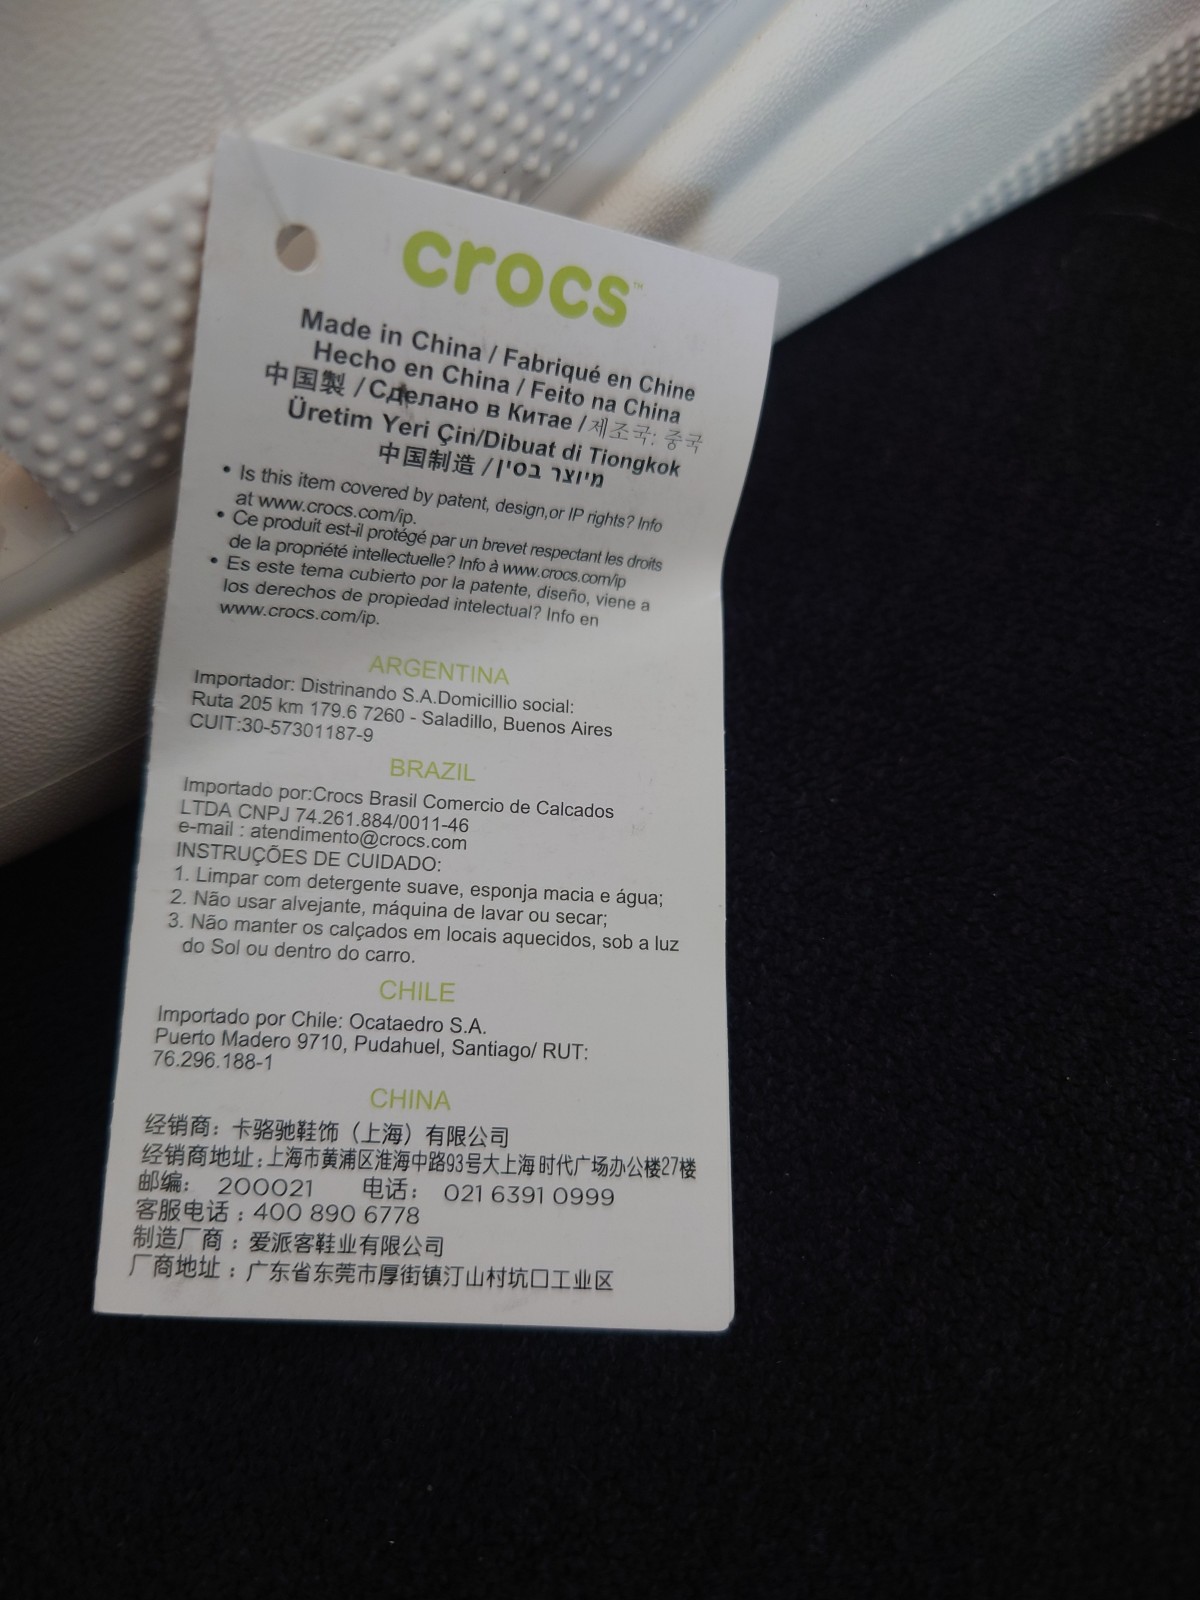 crocs™
Made in China / Fabriqué en Chine
Hecho en China / Feito na China
中国製 / Сделано в Китае / 제조국: 중국
Üretim Yeri Çin/Dibuat di Tiongkok
中国制造 / מיוצר בסין
• Is this item covered by patent, design,or IP rights? Info
at www.crocs.com/ip.
• Ce produit est-il protégé par un brevet respectant les droits
de la propriété intellectuelle? Info à www.crocs.com/ip
• Es este tema cubierto por la patente, diseño, viene a
los derechos de propiedad intelectual? Info en
www.crocs.com/ip.
ARGENTINA
Importador: Distrinando S.A.Domicillio social:
Ruta 205 km 179.6 7260 - Saladillo, Buenos Aires
CUIT:30-57301187-9
BRAZIL
Importado por:Crocs Brasil Comercio de Calcados
LTDA CNPJ 74.261.884/0011-46
e-mail : atendimento@crocs.com
INSTRUÇÕES DE CUIDADO:
1. Limpar com detergente suave, esponja macia e água;
2. Não usar alvejante, máquina de lavar ou secar;
3. Não manter os calçados em locais aquecidos, sob a luz
do Sol ou dentro do carro.
CHILE
Importado por Chile: Ocataedro S.A.
Puerto Madero 9710, Pudahuel, Santiago/ RUT:
76.296.188-1
CHINA
经销商：卡骆驰鞋饰（上海）有限公司
经销商地址：上海市黄浦区淮海中路93号大上海时代广场办公楼27楼
邮编： 200021 电话： 021 6391 0999
客服电话：400 890 6778
制造厂商：爱派客鞋业有限公司
厂商地址：广东省东莞市厚街镇汀山村坑口工业区